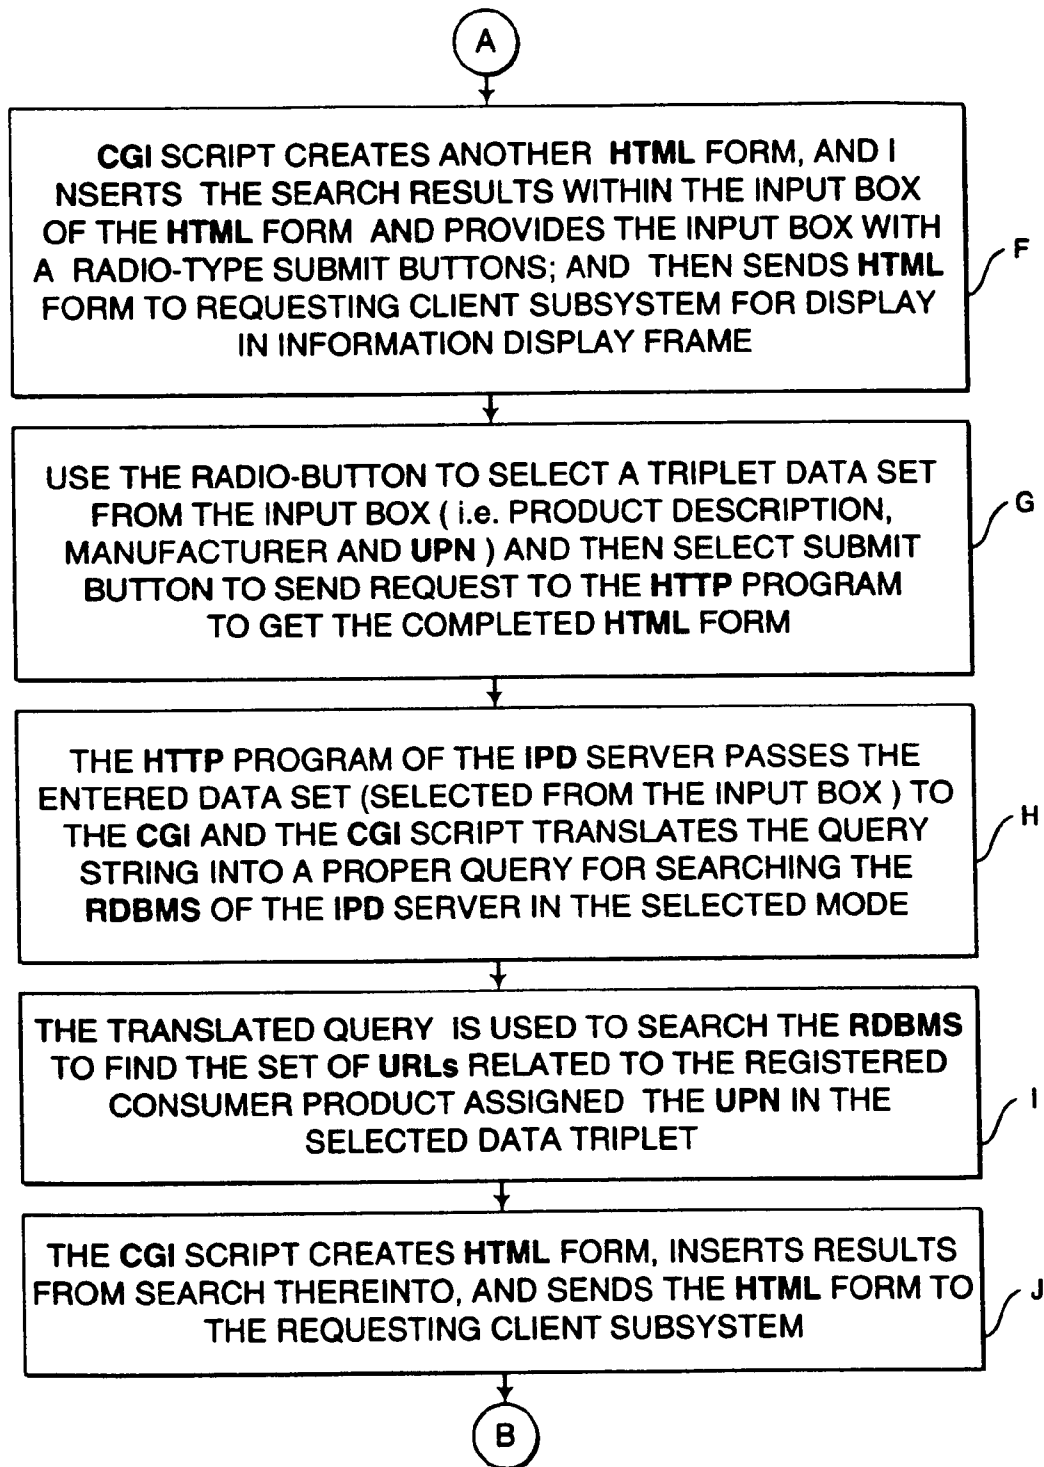 A
CGI SCRIPT CREATES ANOTHER HTML FORM, AND I
NSERTS THE SEARCH RESULTS WITHIN THE INPUT BOX
OF THE HTML FORM AND PROVIDES THE INPUT BOX WITH
A RADIO-TYPE SUBMIT BUTTONS; AND THEN SENDS HTML
FORM TO REQUESTING CLIENT SUBSYSTEM FOR DISPLAY
IN INFORMATION DISPLAY FRAME
F
USE THE RADIO-BUTTON TO SELECT A TRIPLET DATA SET
FROM THE INPUT BOX ( i.e. PRODUCT DESCRIPTION,
MANUFACTURER AND UPN ) AND THEN SELECT SUBMIT
BUTTON TO SEND REQUEST TO THE HTTP PROGRAM
TO GET THE COMPLETED HTML FORM
G
THE HTTP PROGRAM OF THE IPD SERVER PASSES THE
ENTERED DATA SET (SELECTED FROM THE INPUT BOX ) TO
THE CGI AND THE CGI SCRIPT TRANSLATES THE QUERY
STRING INTO A PROPER QUERY FOR SEARCHING THE
RDBMS OF THE IPD SERVER IN THE SELECTED MODE
H
THE TRANSLATED QUERY IS USED TO SEARCH THE RDBMS
TO FIND THE SET OF URLs RELATED TO THE REGISTERED
CONSUMER PRODUCT ASSIGNED THE UPN IN THE
SELECTED DATA TRIPLET
I
THE CGI SCRIPT CREATES HTML FORM, INSERTS RESULTS
FROM SEARCH THEREINTO, AND SENDS THE HTML FORM TO
THE REQUESTING CLIENT SUBSYSTEM
J
B